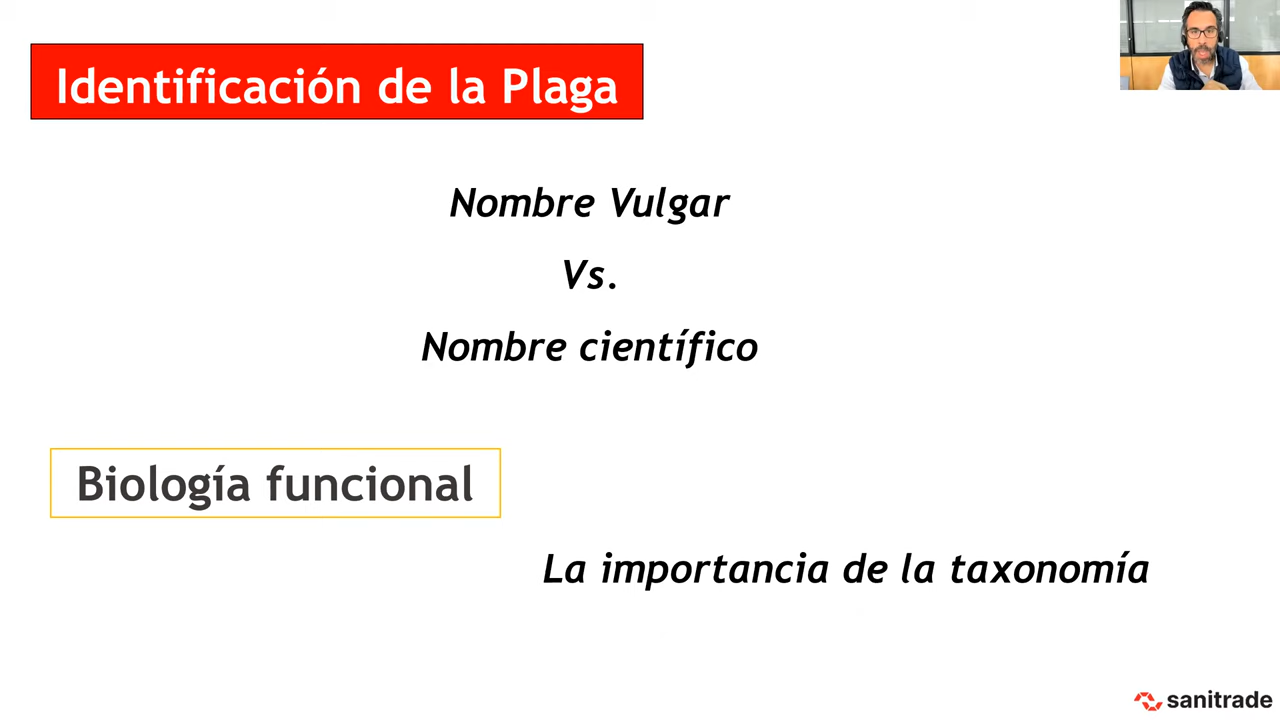 Identificación de la Plaga
Nombre Vulgar
Vs.
Nombre científico
Biología funcional
La importancia de la taxonomía
sanitrade